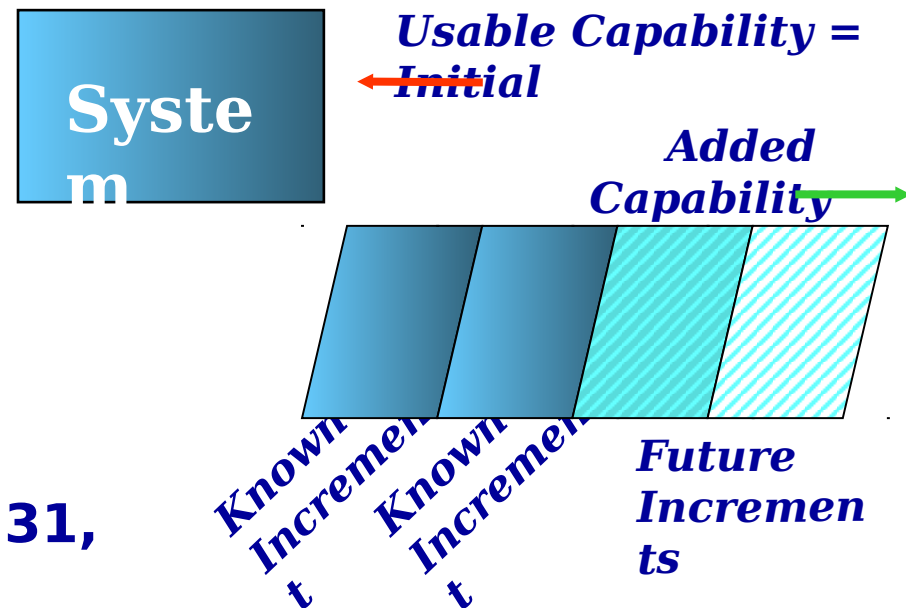 Usable Capability =
Initial
Syste
m
Added
Capability
Known
Incremen
t
Known
Incremen
t
Future
Incremen
ts
31,